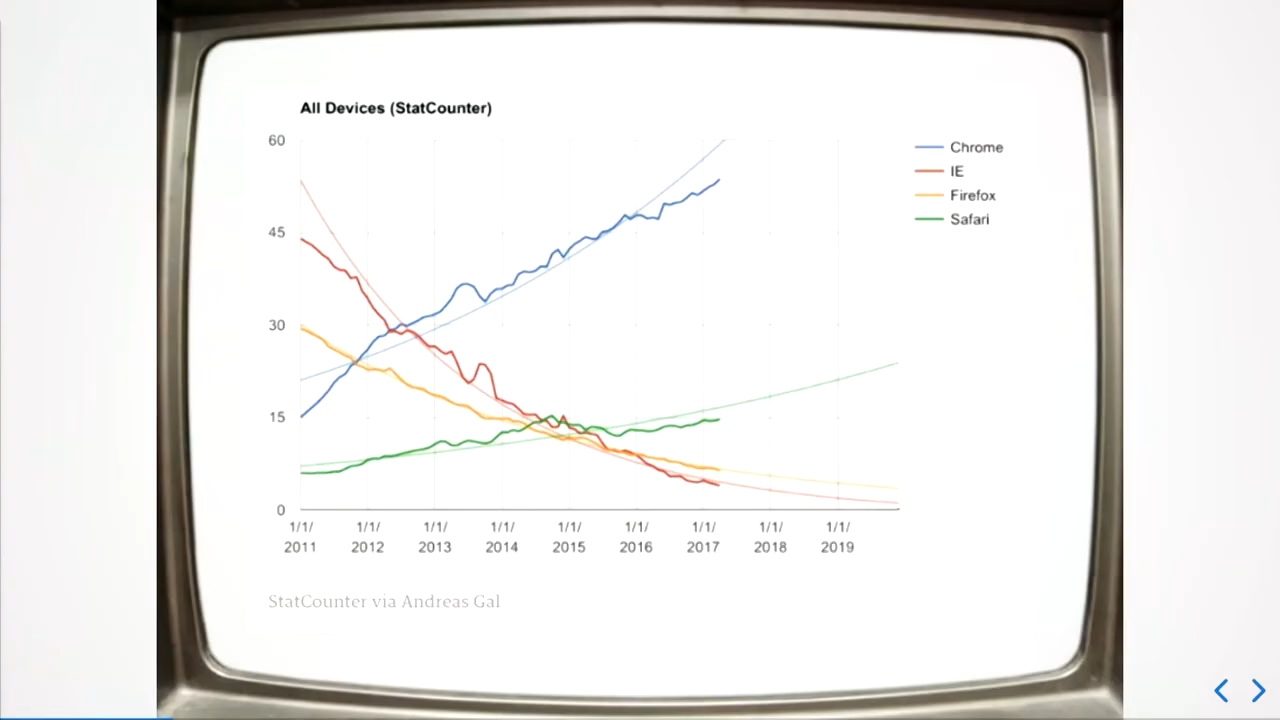 All Devices (StatCounter)
60
45
30
15
0
1/1/ 1/1/ 1/1/ 1/1/ 1/1/ 1/1/ 1/1/ 1/1/ 1/1/
2011 2012 2013 2014 2015 2016 2017 2018 2019
Chrome
IE
Firefox
Safari
StatCounter via Andreas Gal